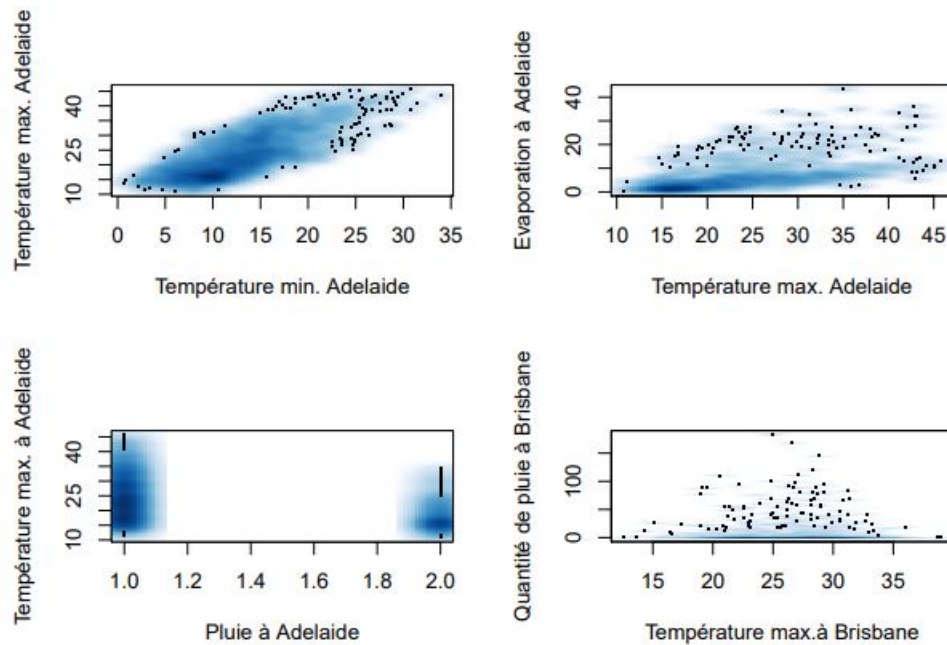 Température max. Adelaide
40
25
10
0 5 10 15 20 25 30 35
Température min. Adelaide
Evaporation à Adelaide
40
20
0
10 15 20 25 30 35 40 45
Température max. Adelaide
Température max. à Adelaide
40
25
10
1.0 1.2 1.4 1.6 1.8 2.0
Pluie à Adelaide
Quantité de pluie à Brisbane
100
0
15 20 25 30 35
Température max.à Brisbane